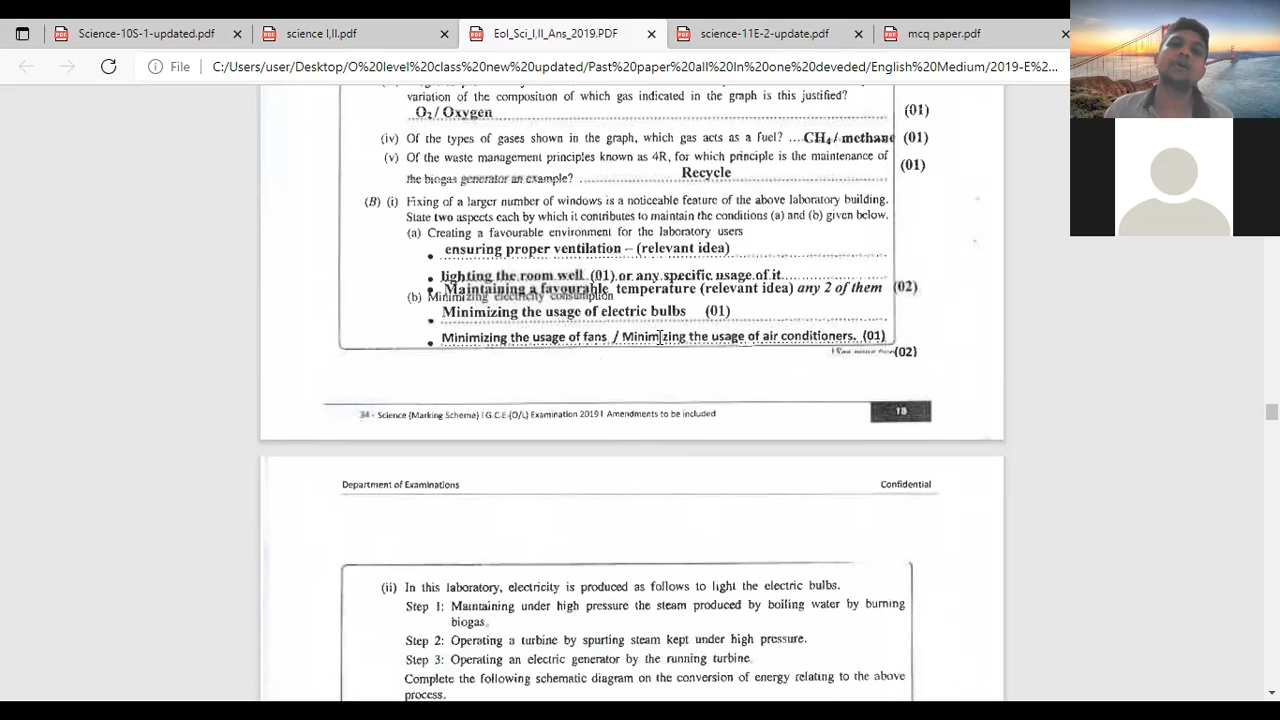 Science-10S-1-updated.pdf
science I,II.pdf
Eol_Sci_I,II_Ans_2019.PDF
science-11E-2-update.pdf
mcq paper.pdf
File
C:/Users/user/Desktop/O%20level%20class%20new%20updated/Past%20paper%20all%20In%20one%20deveded/English%20Medium/2019-E%2...
variation of the composition of which gas indicated in the graph is this justified?
O₂ / Oxygen (01)
(iv) Of the types of gases shown in the graph, which gas acts as a fuel? ... CH₄ / methane (01)
(v) Of the waste management principles known as 4R, for which principle is the maintenance of (01)
the biogas generator an example? Recycle
(B) (i) Fixing of a larger number of windows is a noticeable feature of the above laboratory building.
State two aspects each by which it contributes to maintain the conditions (a) and (b) given below.
(a) Creating a favourable environment for the laboratory users
• ensuring proper ventilation – (relevant idea)
• lighting the room well (01) or any specific usage of it
• Maintaining a favourable temperature (relevant idea) any 2 of them (02)
(b) Minimizing electricity consumption
• Minimizing the usage of electric bulbs (01)
• Minimizing the usage of fans / Minimizing the usage of air conditioners. (01)
(02)
34 - Science (Marking Scheme) I G.C.E (O/L) Examination 2019 I Amendments to be included
18
Department of Examinations Confidential
(ii) In this laboratory, electricity is produced as follows to light the electric bulbs.
Step 1: Maintaining under high pressure the steam produced by boiling water by burning
biogas.
Step 2: Operating a turbine by spurting steam kept under high pressure.
Step 3: Operating an electric generator by the running turbine.
Complete the following schematic diagram on the conversion of energy relating to the above
process.